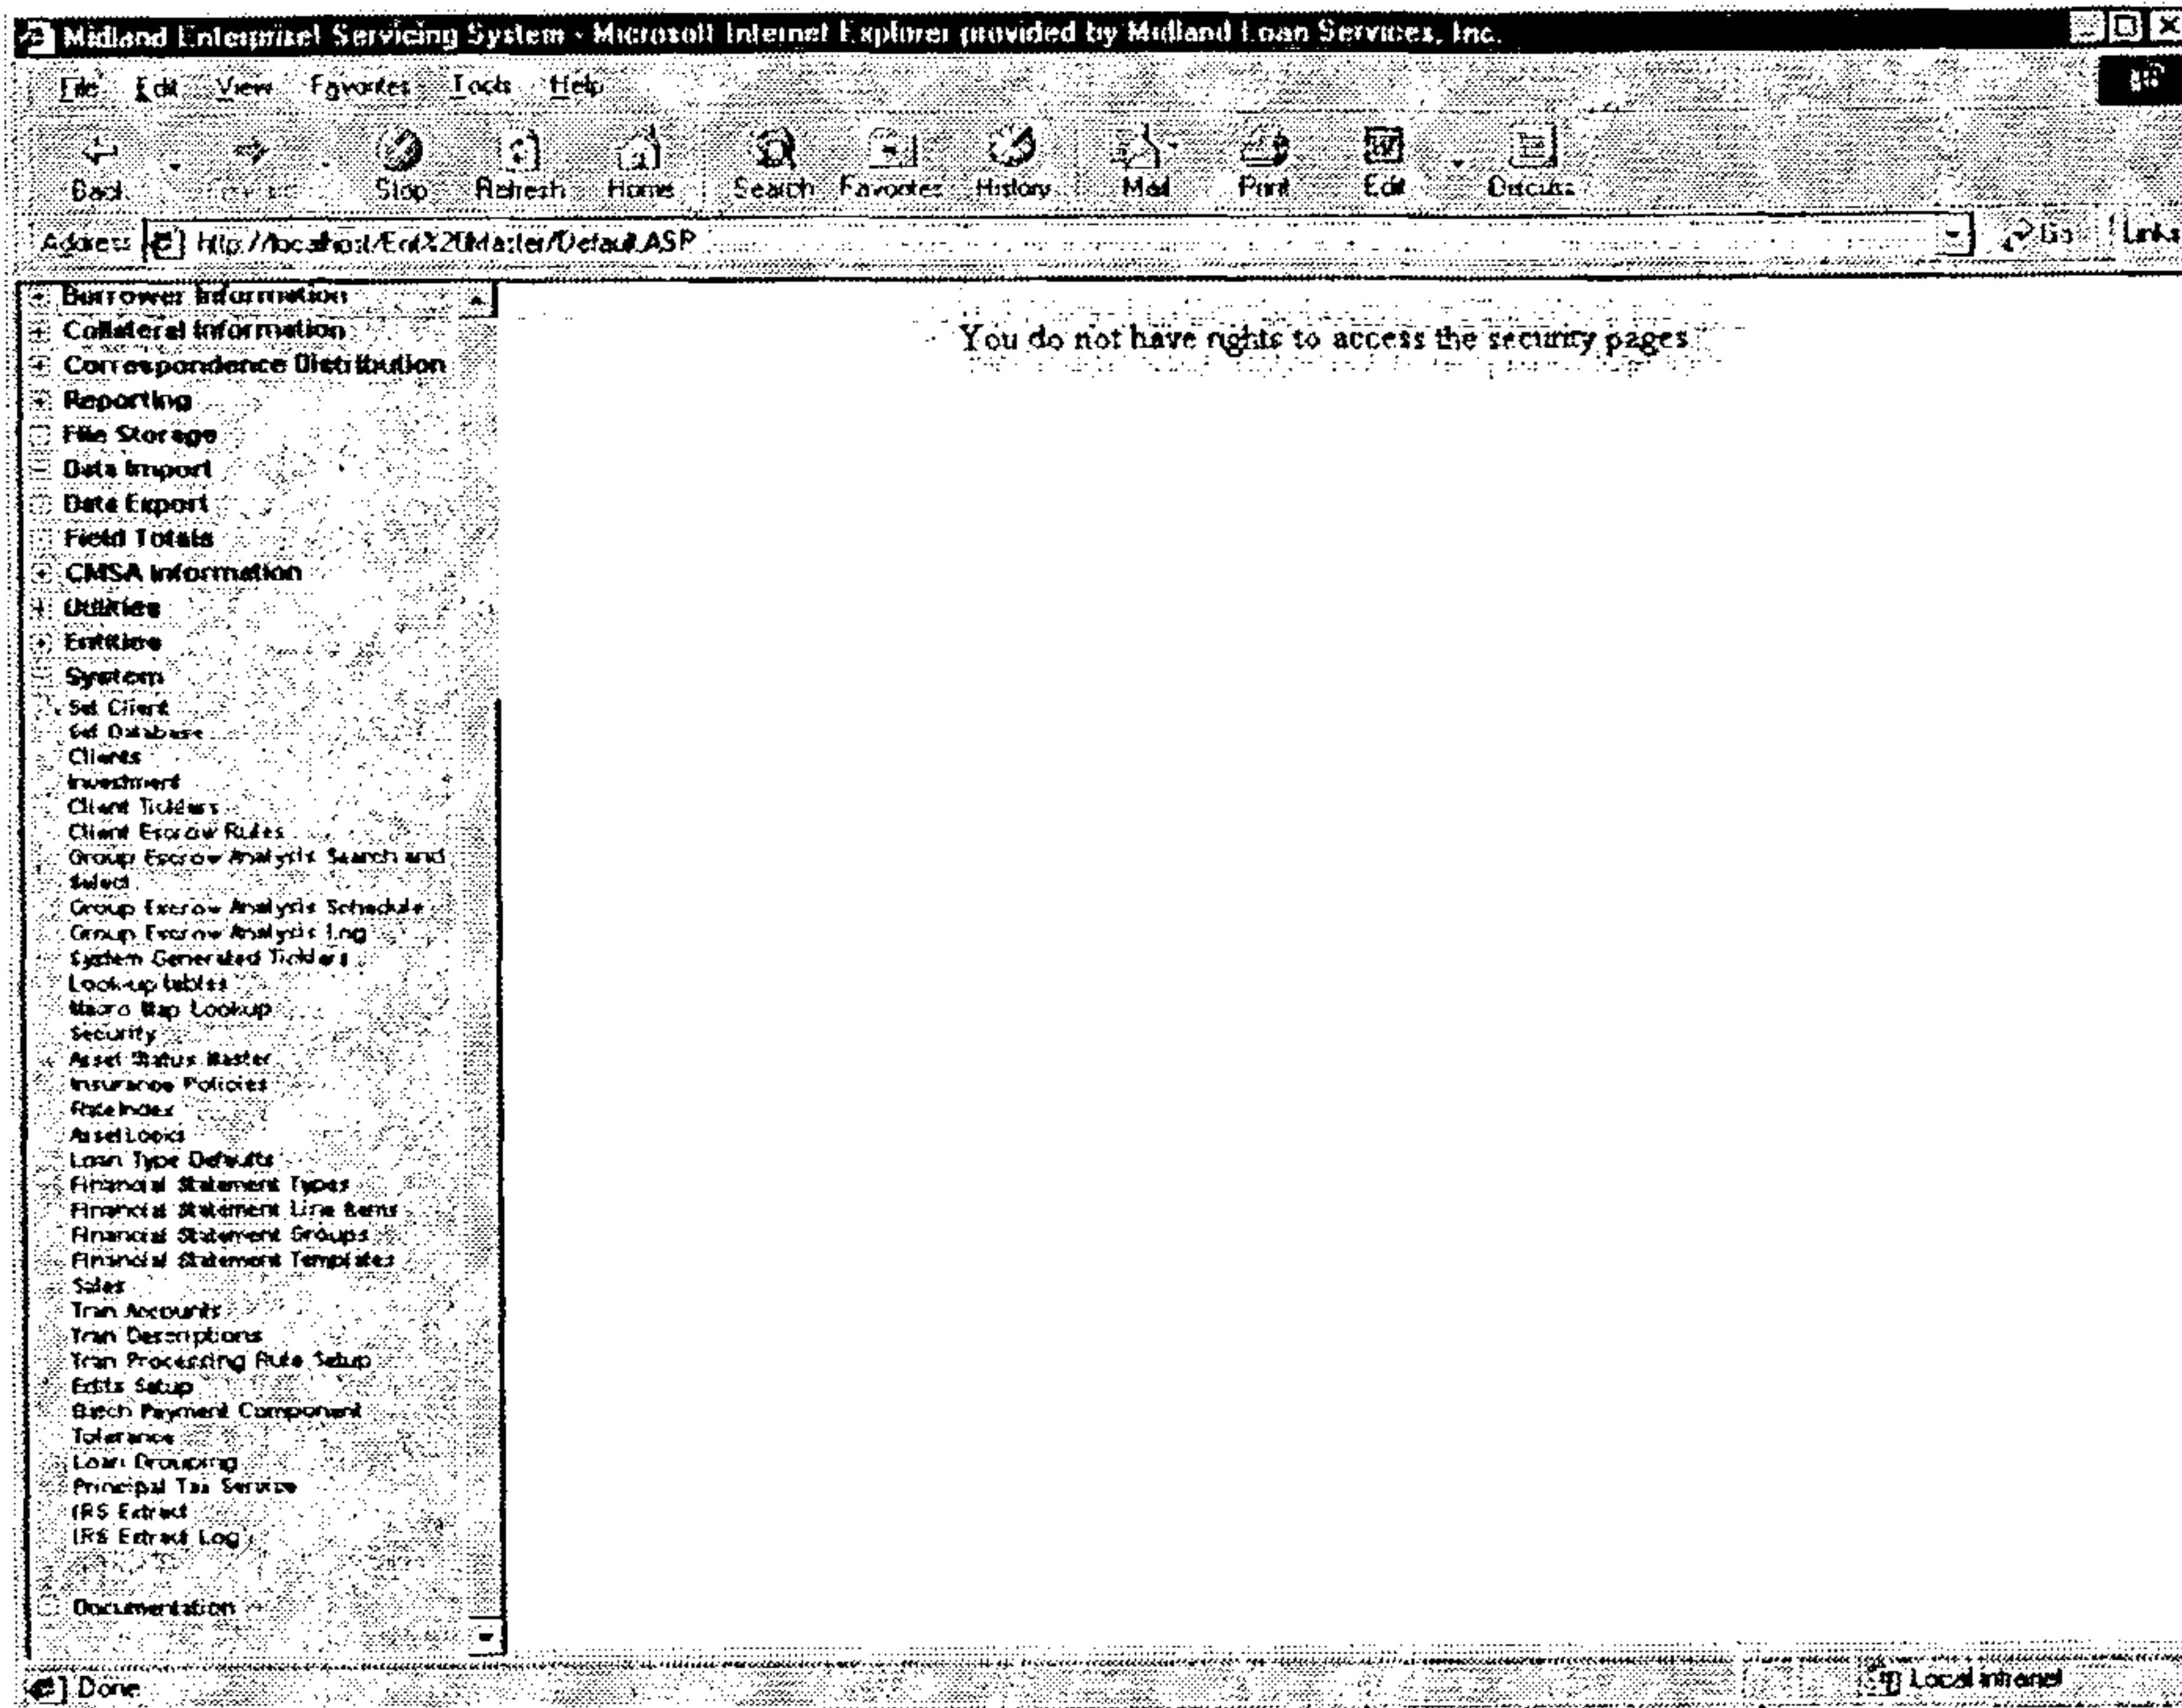 Midland Enterprise! Servicing System - Microsoft Internet Explorer provided by Midland Loan Services, Inc.
File Edit View Favorites Tools Help
Back Stop Refresh Home Search Favorites History Mail Print Edit Discuss
Address http://localhost/Ent%20Master/Default.ASP Go Links
Borrower Information
Collateral Information
Correspondence Distribution
Reporting
File Storage
Data Import
Data Export
Field Totals
CMSA Information
Utilities
Entities
System
Set Client
Set Database
Clients
Investment
Client Ticklers
Client Escrow Rules
Group Escrow Analysis Search and
Select
Group Escrow Analysis Schedule
Group Escrow Analysis Log
System Generated Ticklers
Look-up tables
Macro Map Lookup
Security
Asset Status Master
Insurance Policies
Rate Index
Asset Locks
Loan Type Defaults
Financial Statement Types
Financial Statement Line Items
Financial Statement Groups
Financial Statement Templates
Sales
Tran Accounts
Tran Descriptions
Tran Processing Rule Setup
Edits Setup
Batch Payment Component
Tolerance
Loan Grouping
Principal Tax Service
IRS Extract
IRS Extract Log
Documentation
You do not have rights to access the security pages
Done
Local intranet